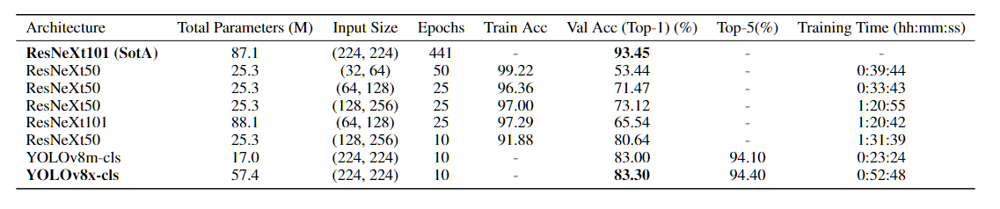 Architecture Total Parameters (M) Input Size Epochs Train Acc Val Acc (Top-1) (%) Top-5(%) Training Time (hh:mm:ss)
ResNeXt101 (SotA) 87.1 (224, 224) 441 - 93.45 - -
ResNeXt50 25.3 (32, 64) 50 99.22 53.44 - 0:39:44
ResNeXt50 25.3 (64, 128) 25 96.36 71.47 - 0:33:43
ResNeXt50 25.3 (128, 256) 25 97.00 73.12 - 1:20:55
ResNeXt101 88.1 (64, 128) 25 97.29 65.54 - 1:20:42
ResNeXt50 25.3 (128, 256) 10 91.88 80.64 - 1:31:39
YOLOv8m-cls 17.0 (224, 224) 10 - 83.00 94.10 0:23:24
YOLOv8x-cls 57.4 (224, 224) 10 - 83.30 94.40 0:52:48